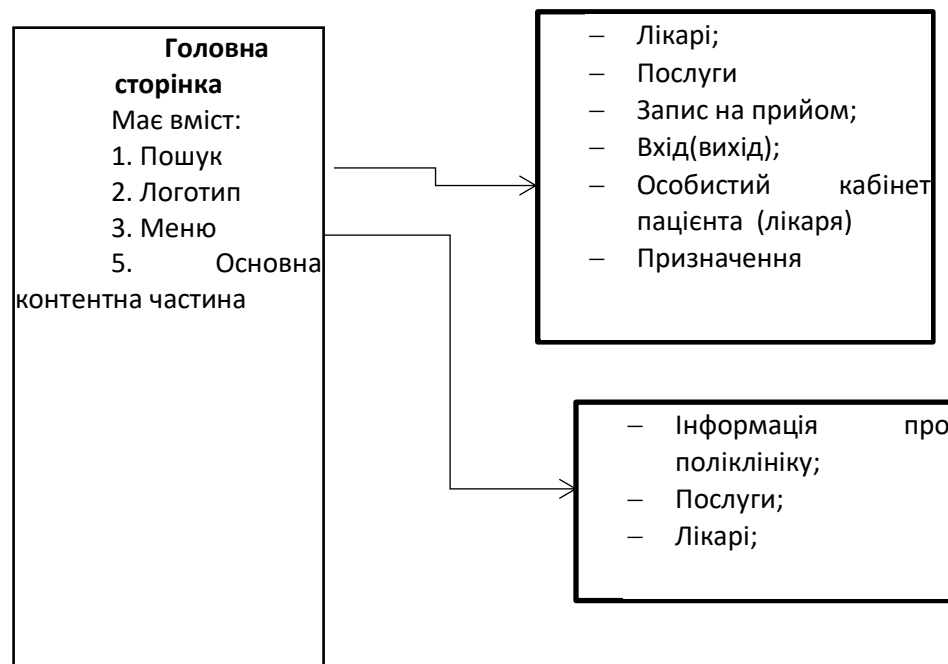 Головна
сторінка
Має вміст:
1. Пошук
2. Логотип
3. Меню
5. Основна
контентна частина
– Лікарі;
– Послуги
– Запис на прийом;
– Вхід(вихід);
– Особистий кабінет
пацієнта (лікаря)
– Призначення
– Інформація про
поліклініку;
– Послуги;
– Лікарі;